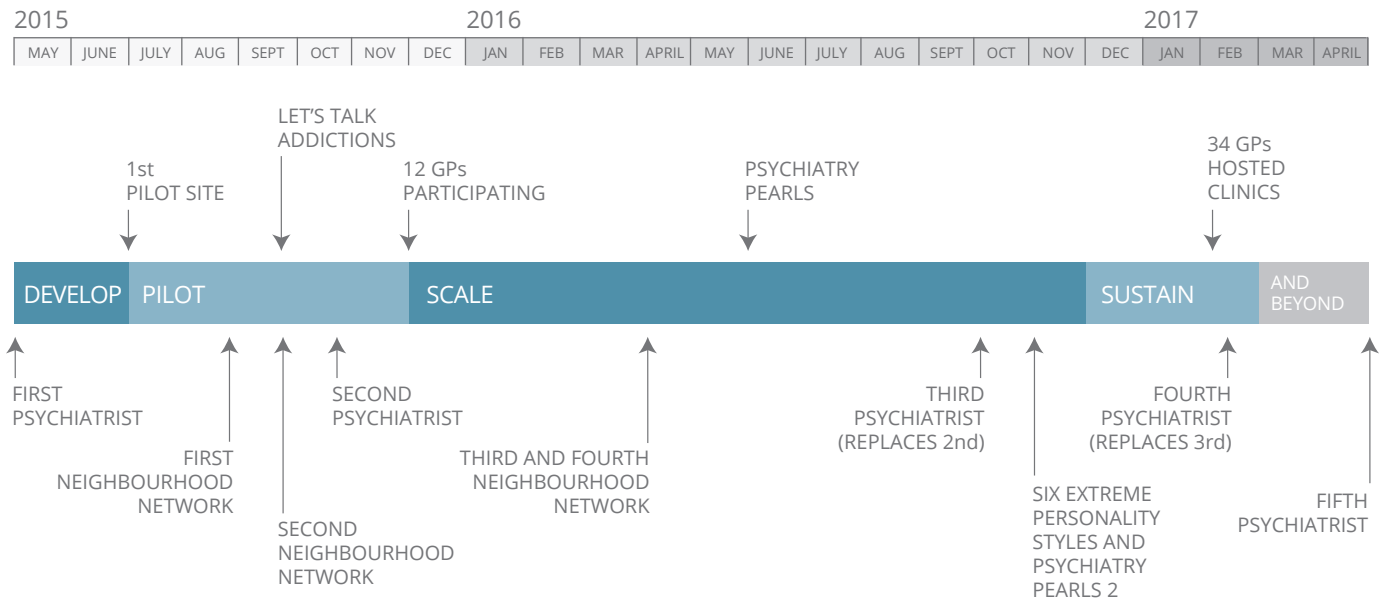 2015 2016 2017
MAY JUNE JULY AUG SEPT OCT NOV DEC JAN FEB MAR APRIL MAY JUNE JULY AUG SEPT OCT NOV DEC JAN FEB MAR APRIL
LET'S TALK
ADDICTIONS
1st
PILOT SITE
12 GPs
PARTICIPATING
PSYCHIATRY
PEARLS
34 GPs
HOSTED
CLINICS
DEVELOP
PILOT
SCALE
SUSTAIN
AND
BEYOND
FIRST
PSYCHIATRIST
FIRST
NEIGHBOURHOOD
NETWORK
SECOND
NEIGHBOURHOOD
NETWORK
SECOND
PSYCHIATRIST
THIRD AND FOURTH
NEIGHBOURHOOD
NETWORK
THIRD
PSYCHIATRIST
(REPLACES 2nd)
SIX EXTREME
PERSONALITY
STYLES AND
PSYCHIATRY
PEARLS 2
FOURTH
PSYCHIATRIST
(REPLACES 3rd)
FIFTH
PSYCHIATRIST